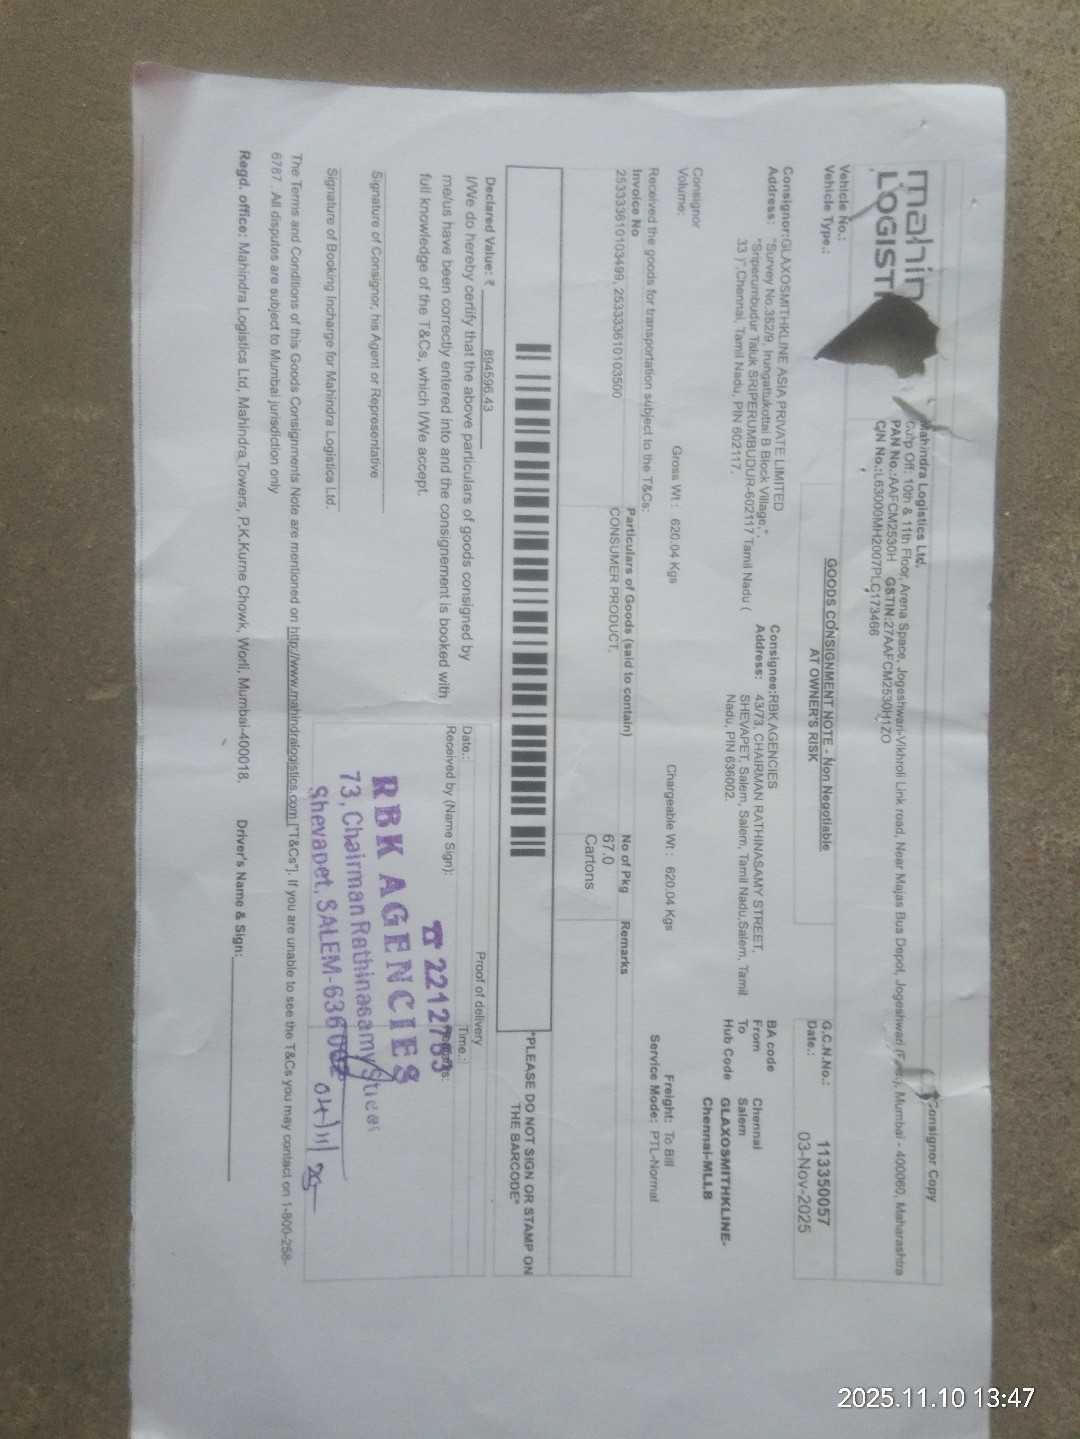 Consignor Copy
mahin
LOGIST
Mahindra Logistics Ltd.
Corp Off: 10th & 11th Floor, Arena Space, Jogeshwari-Vikhroli Link road, Near Majas Bus Depot, Jogeshwari (East), Mumbai - 400060, Maharashtra
PAN No.:AAFCM2530H GSTIN:27AAFCM2530H1ZO
C/N No.:L63000MH2007PLC173466
Vehicle No.:
Vehicle Type:
GOODS CONSIGNMENT NOTE - Non Negotiable
AT OWNER'S RISK
G.C.N.No.: 113350057
Date.: 03-Nov-2025
Consignor:GLAXOSMITHKLINE ASIA PRIVATE LIMITED
Address: "Survey No.352/9, Irungattukottai B Block Village,",
"Sriperumbudur Taluk SRIPERUMBUDUR-602117 Tamil Nadu (
33 )",Chennai, Tamil Nadu, PIN 602117.
Consignee:RBK AGENCIES
Address: 43/73, CHAIRMAN RATHINASAMY STREET,
SHEVAPET, Salem, Salem, Tamil Nadu,Salem, Tamil
Nadu, PIN 636002.
BA code
From Chennai
To Salem
Hub Code GLAXOSMITHKLINE-
Chennai-MLLB
Consignor
Volume:
Gross Wt : 620.04 Kgs
Chargeable Wt : 620.04 Kgs
Freight: To Bill
Service Mode: PTL-Normal
Received the goods for transportation subject to the T&Cs:
Invoice No Particulars of Goods (said to contain) No of Pkg Remarks
253333610103499, 253333610103500 CONSUMER PRODUCT. 67.0
Cartons
"PLEASE DO NOT SIGN OR STAMP ON
THE BARCODE"
Declared Value: ₹ 894596.43
I/We do hereby certify that the above particulars of goods consigned by
me/us have been correctly entered into and the consignement is booked with
full knowledge of the T&Cs, which I/We accept.
Proof of delivery
Date.: Time.:
Received by (Name Sign):
☎ 2212763
RBK AGENCIES
73, Chairman Rathinasamy Street
Shevapet, SALEM-636002
04/11/25
Signature of Consignor, his Agent or Representative
Signature of Booking Incharge for Mahindra Logistics Ltd.
The Terms and Conditions of this Goods Consignments Note are mentioned on http://www.mahindralogistics.com ["T&Cs"]. If you are unable to see the T&Cs you may contact on 1-800-258-
6787 . All disputes are subject to Mumbai jurisdiction only
Regd. office: Mahindra Logistics Ltd, Mahindra Towers, P.K.Kurne Chowk, Worli, Mumbai-400018. Driver's Name & Sign:
2025.11.10 13:47